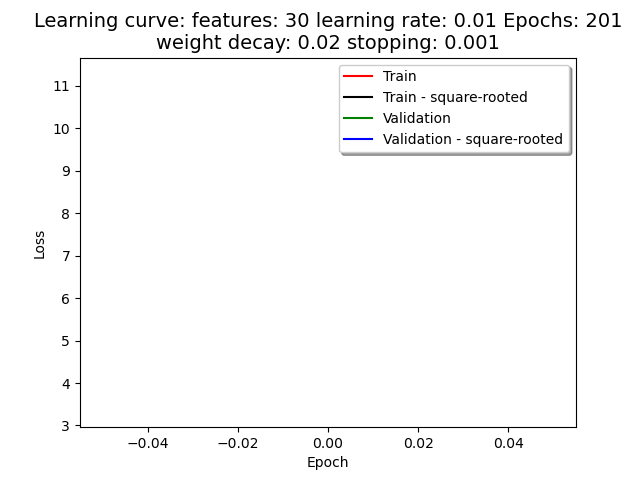 Learning curve: features: 30 learning rate: 0.01 Epochs: 201
weight decay: 0.02 stopping: 0.001
Train
Train - square-rooted
Validation
Validation - square-rooted
11
10
9
8
7
6
5
4
3
Loss
−0.04
−0.02
0.00
0.02
0.04
Epoch